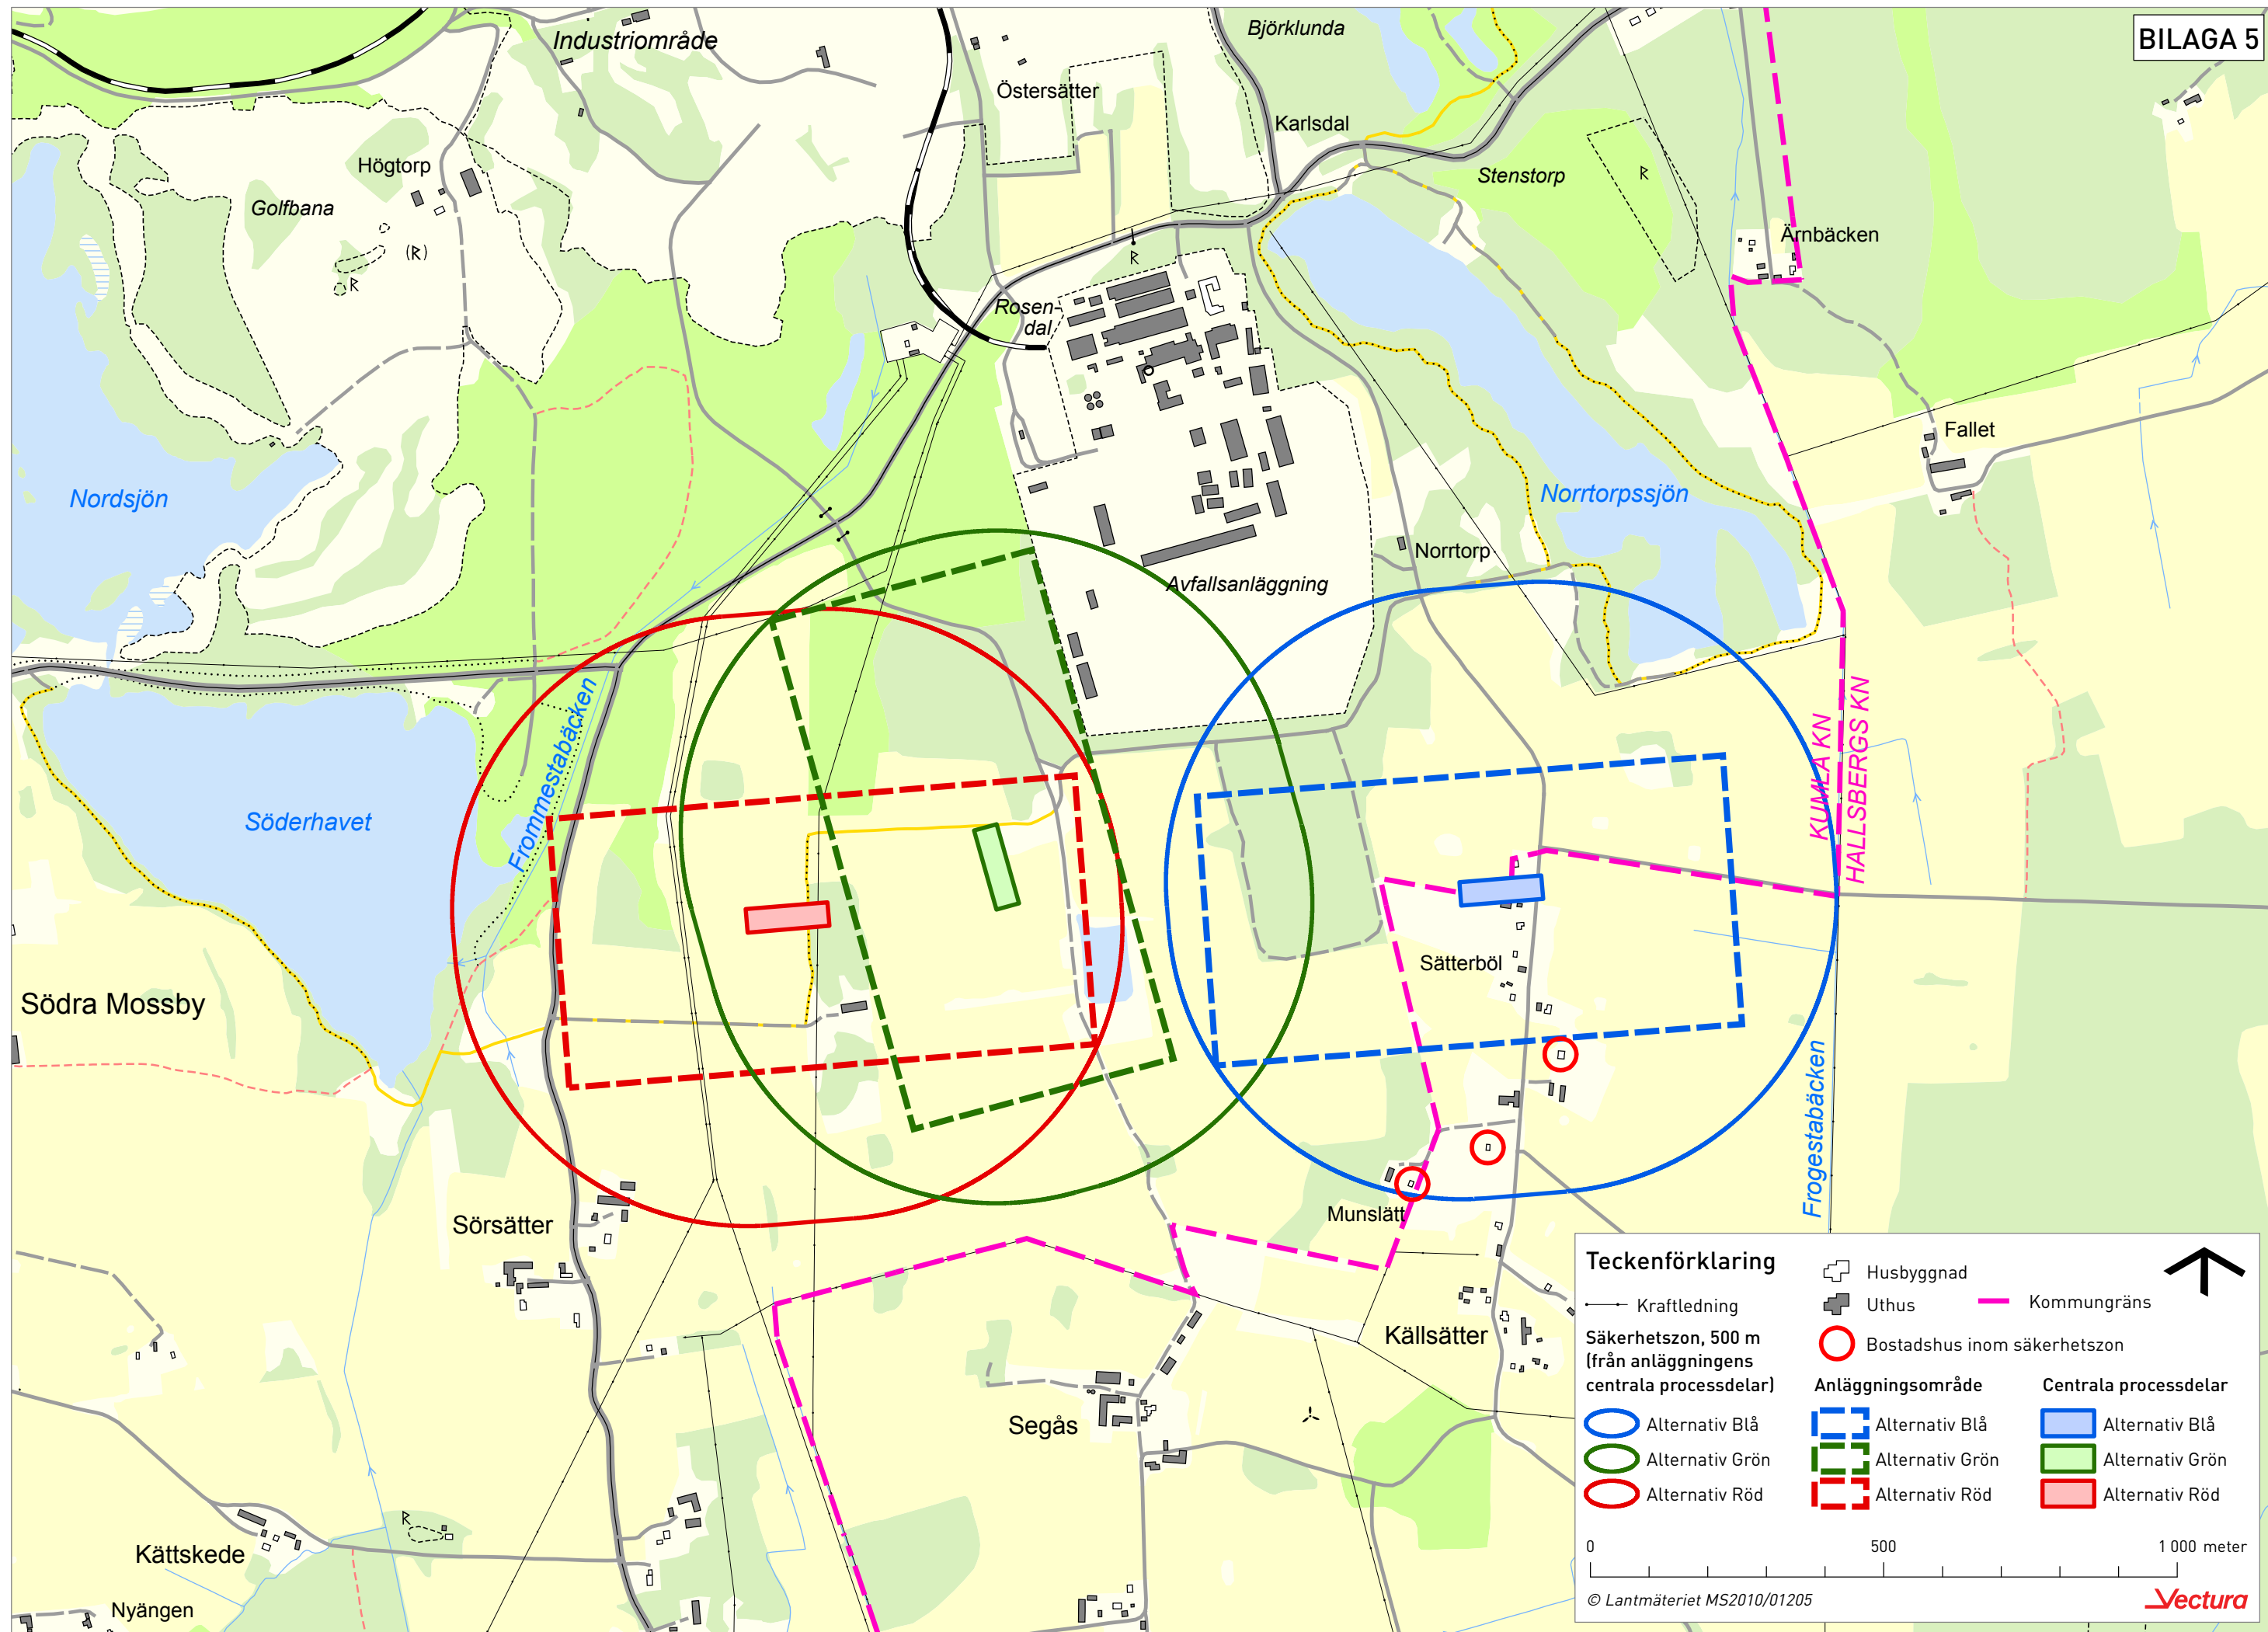 BILAGA 5
Industriområde
Björklunda
Östersätter
Karlsdal
Högtorp
Stenstorp
Golfbana
(R)
R
R
R
Ärnbäcken
Rosen-
dal
Fallet
Nordsjön
Norrtorpssjön
Norrtorp
Avfallsanläggning
Frommestabäcken
KUMLA KN
HALLSBERGS KN
Söderhavet
Sätterböl
Södra Mossby
Frogestabäcken
Sörsätter
Munslätt
Källsätter
Segås
R
Kättskede
Nyängen
Teckenförklaring
Kraftledning
Säkerhetszon, 500 m
(från anläggningens
centrala processdelar)
Alternativ Blå
Alternativ Grön
Alternativ Röd
Husbyggnad
Uthus
Kommungräns
Bostadshus inom säkerhetszon
Anläggningsområde
Alternativ Blå
Alternativ Grön
Alternativ Röd
Centrala processdelar
Alternativ Blå
Alternativ Grön
Alternativ Röd
0 500 1 000 meter
© Lantmäteriet MS2010/01205
Vectura